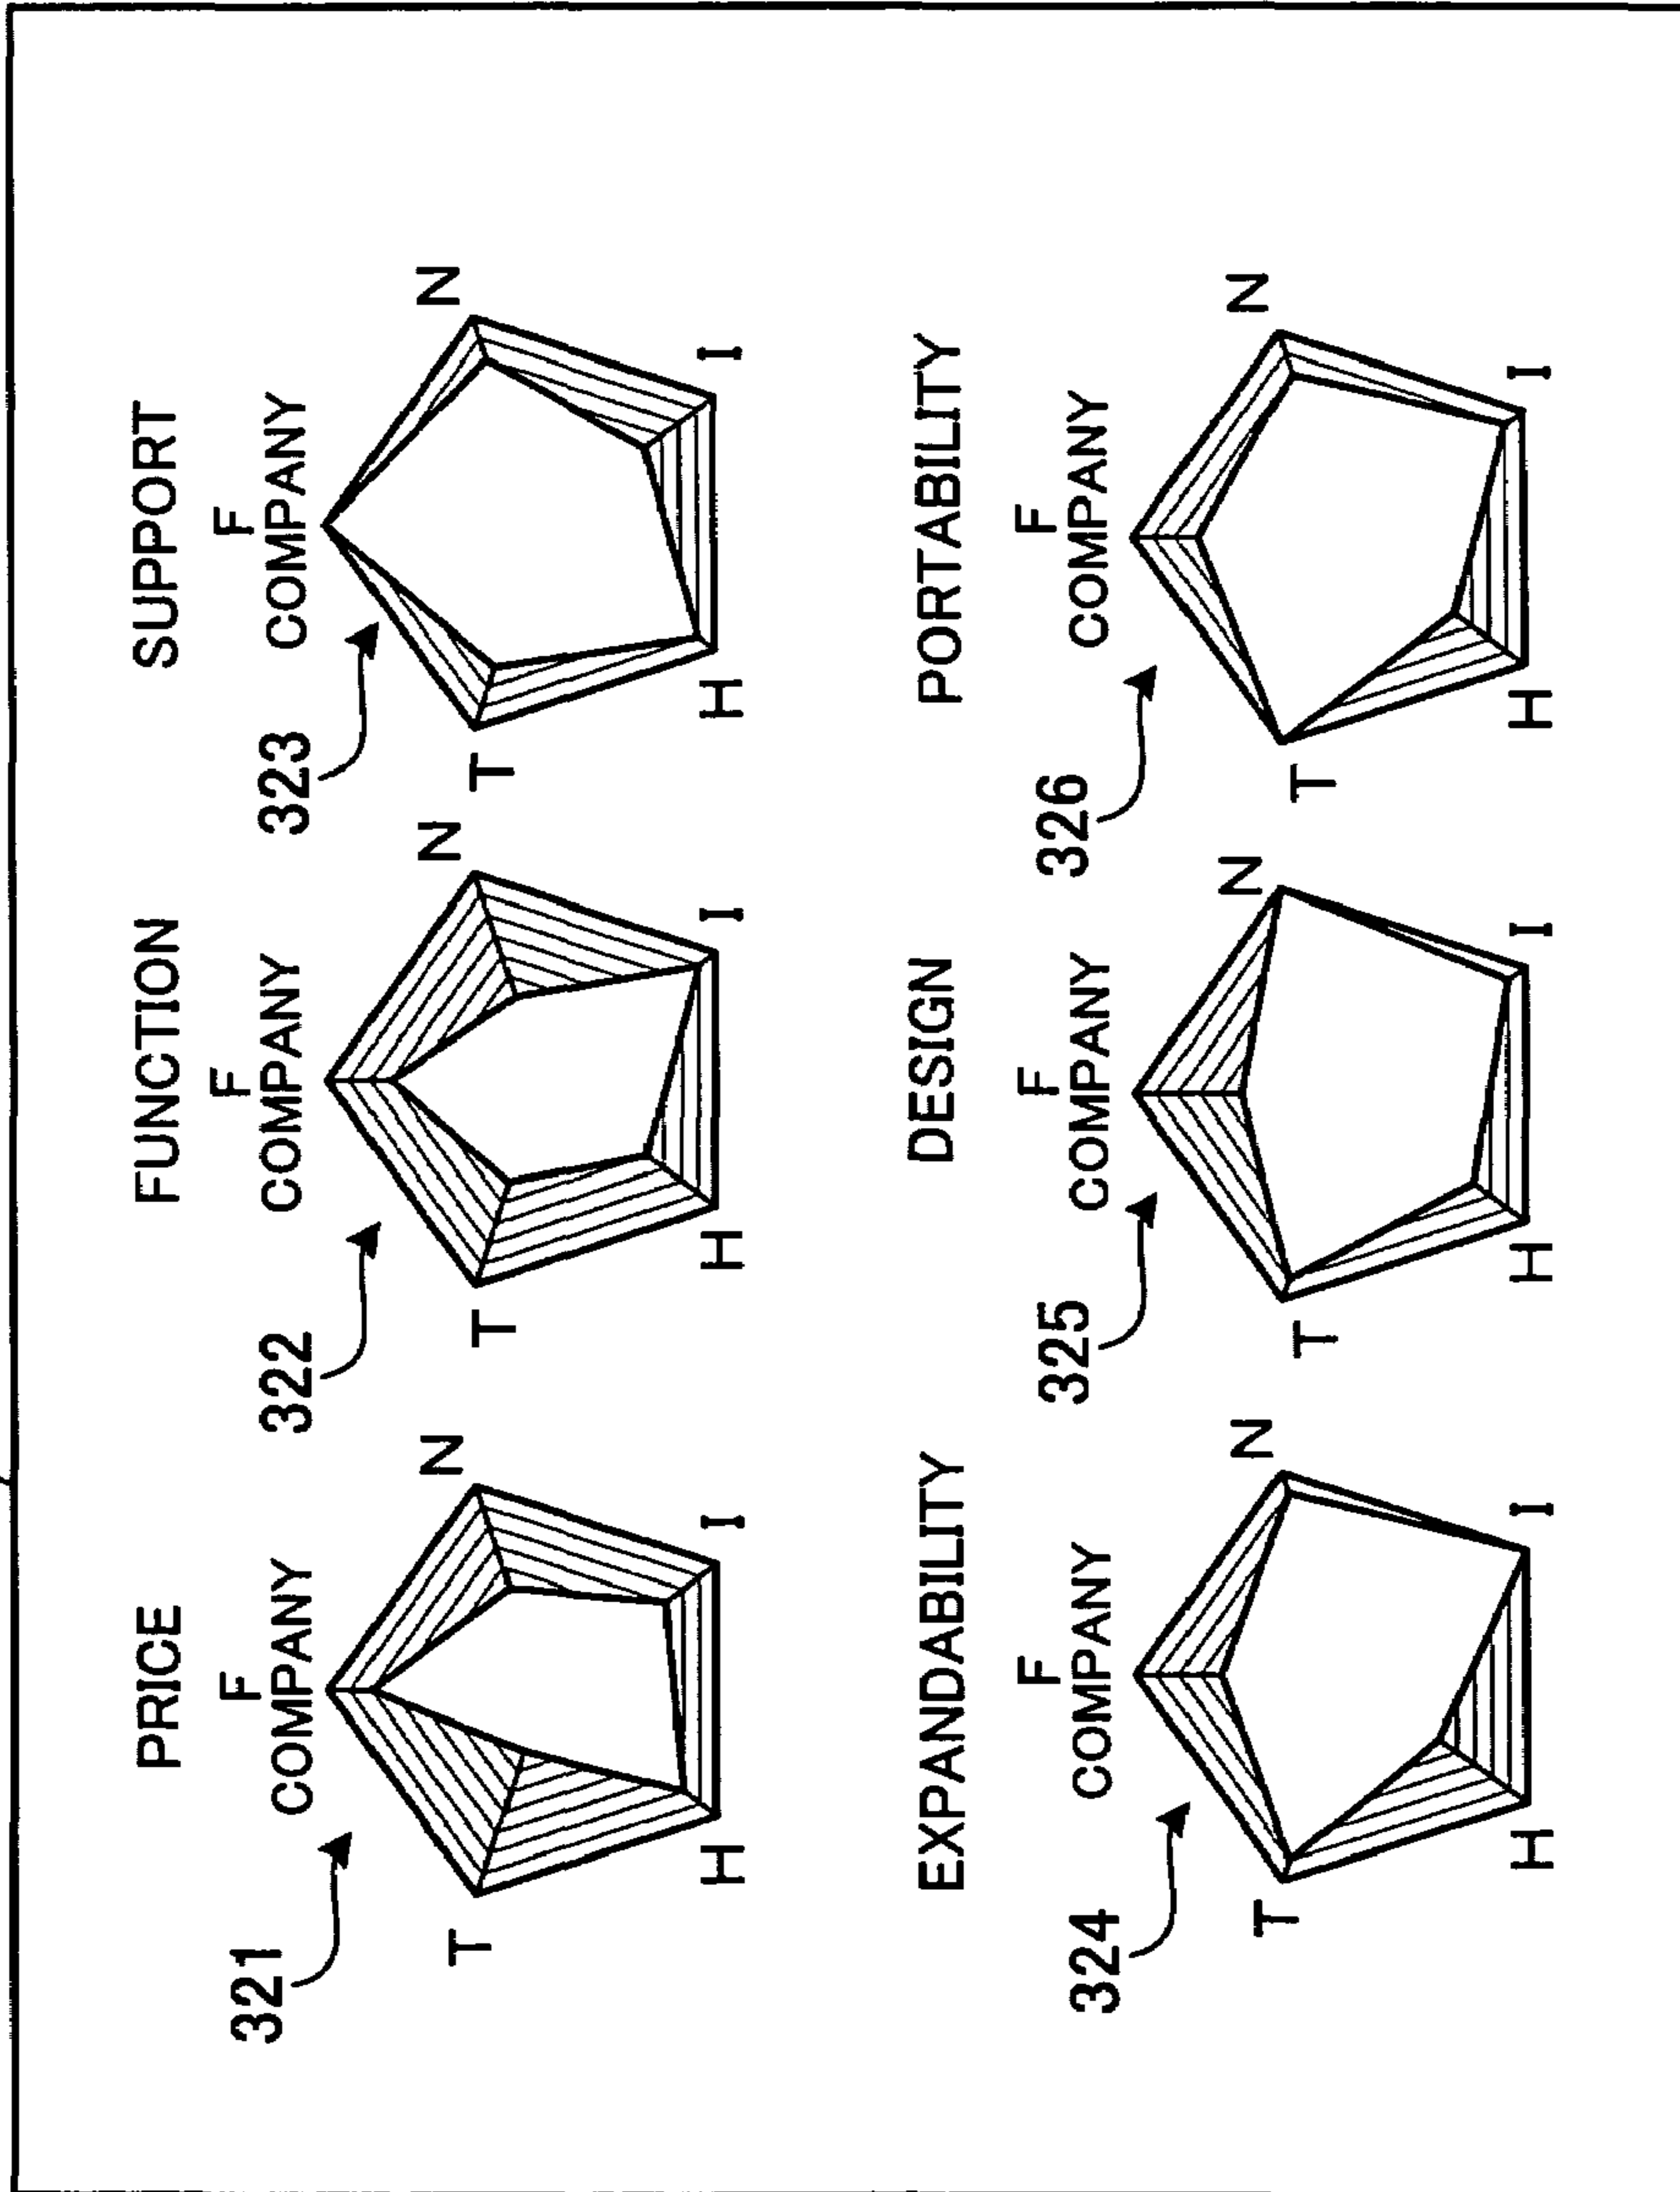 PRICE
F
COMPANY
321
T
N
H
I
FUNCTION
F
COMPANY
322
T
N
H
I
SUPPORT
F
COMPANY
323
T
N
H
I
EXPANDABILITY
F
COMPANY
324
T
N
H
I
DESIGN
F
COMPANY
325
T
N
H
I
PORTABILITY
F
COMPANY
326
T
N
H
I